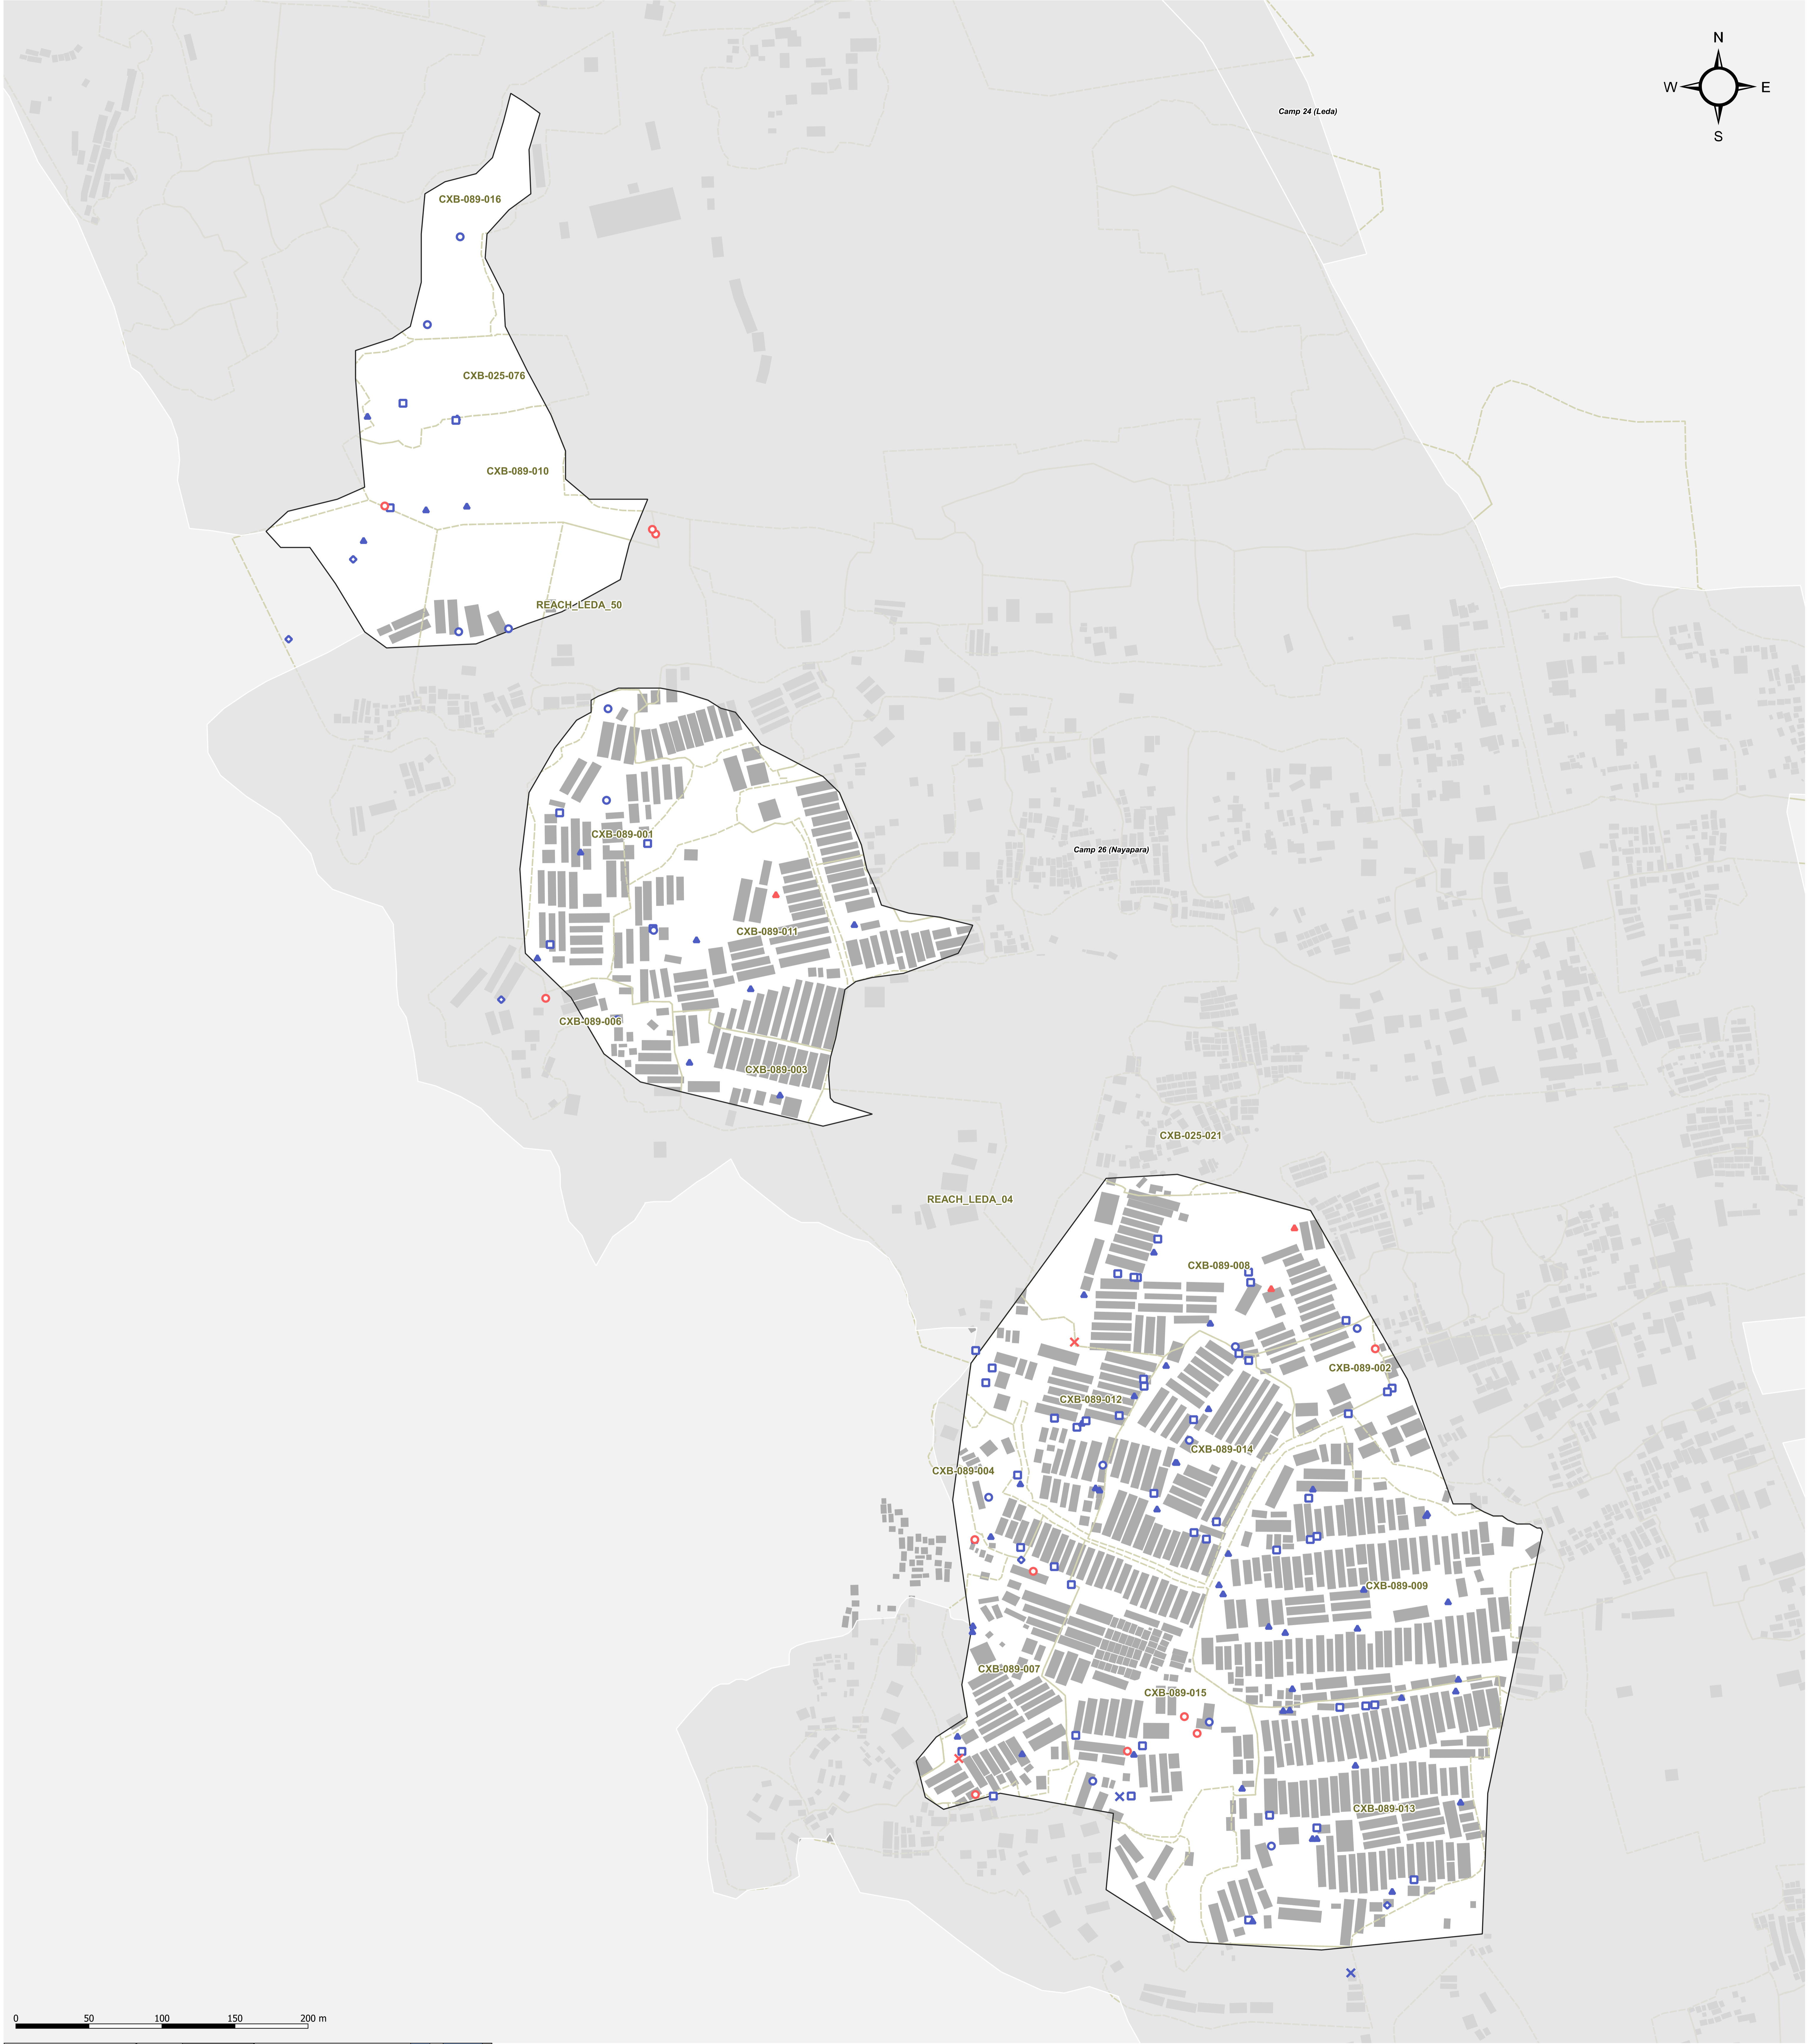 N
W E
S
Camp 24 (Leda)
CXB-089-016
CXB-025-076
CXB-089-010
REACH_LEDA_50
CXB-089-001
Camp 26 (Nayapara)
CXB-089-011
CXB-089-006
CXB-089-003
CXB-025-021
REACH_LEDA_04
CXB-089-008
CXB-089-002
CXB-089-012
CXB-089-014
CXB-089-004
CXB-089-009
CXB-089-007
CXB-089-015
CXB-089-013
0 50 100 150 200 m